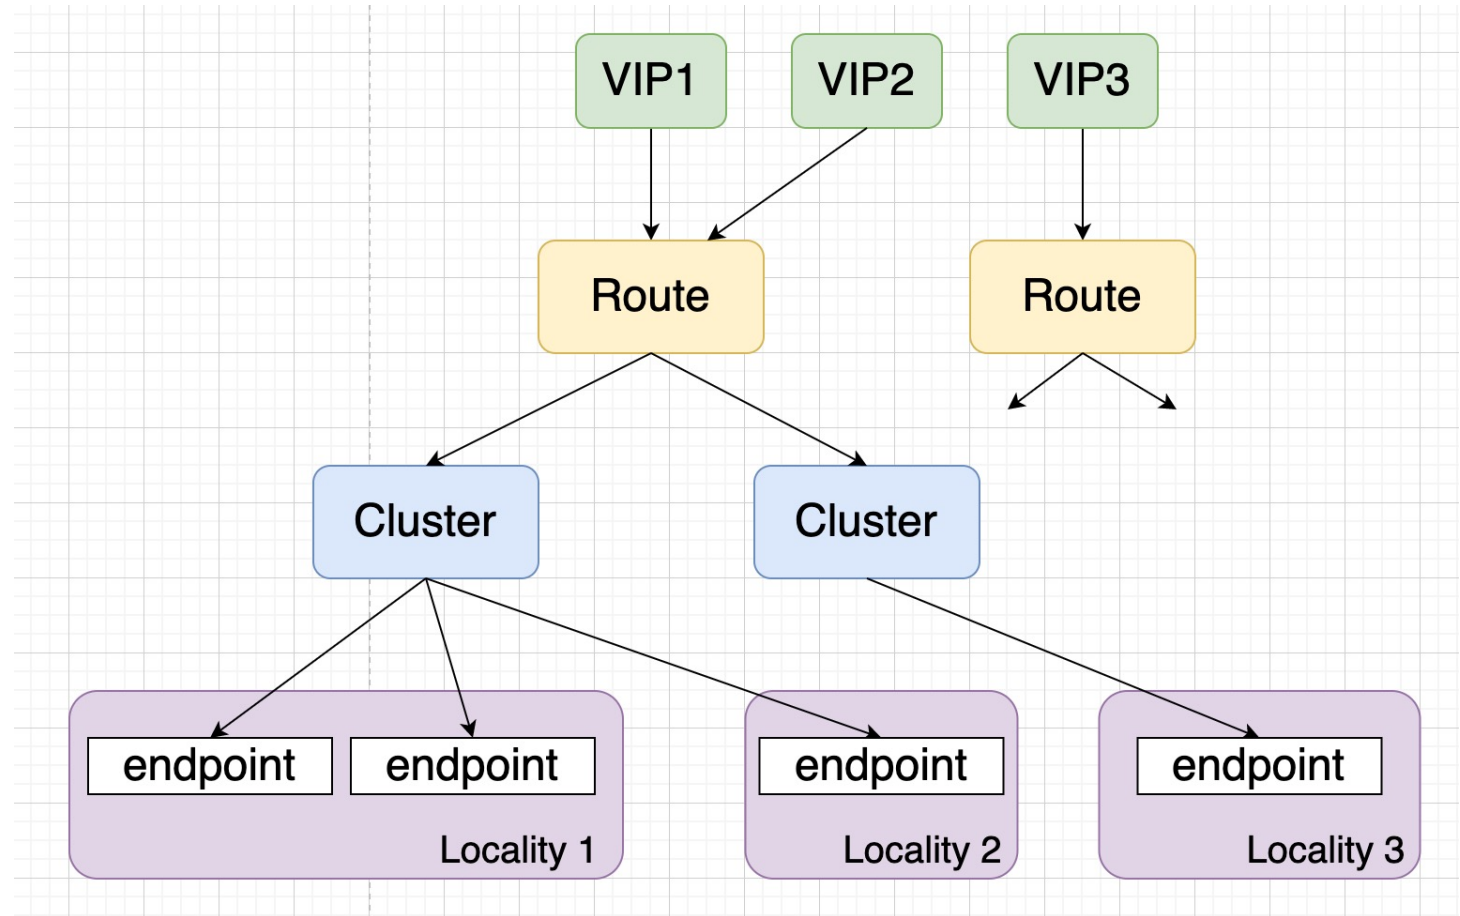 VIP1
VIP2
VIP3
Route
Route
Cluster
Cluster
endpoint
endpoint
endpoint
endpoint
Locality 1
Locality 2
Locality 3